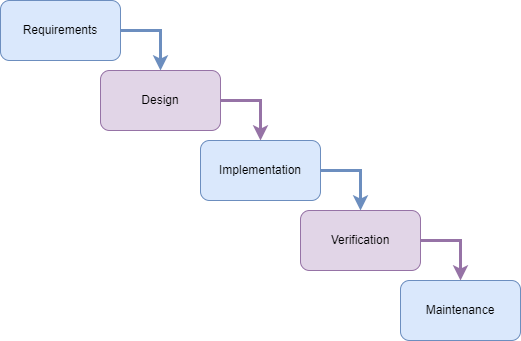 Requirements
Design
Implementation
Verification
Maintenance